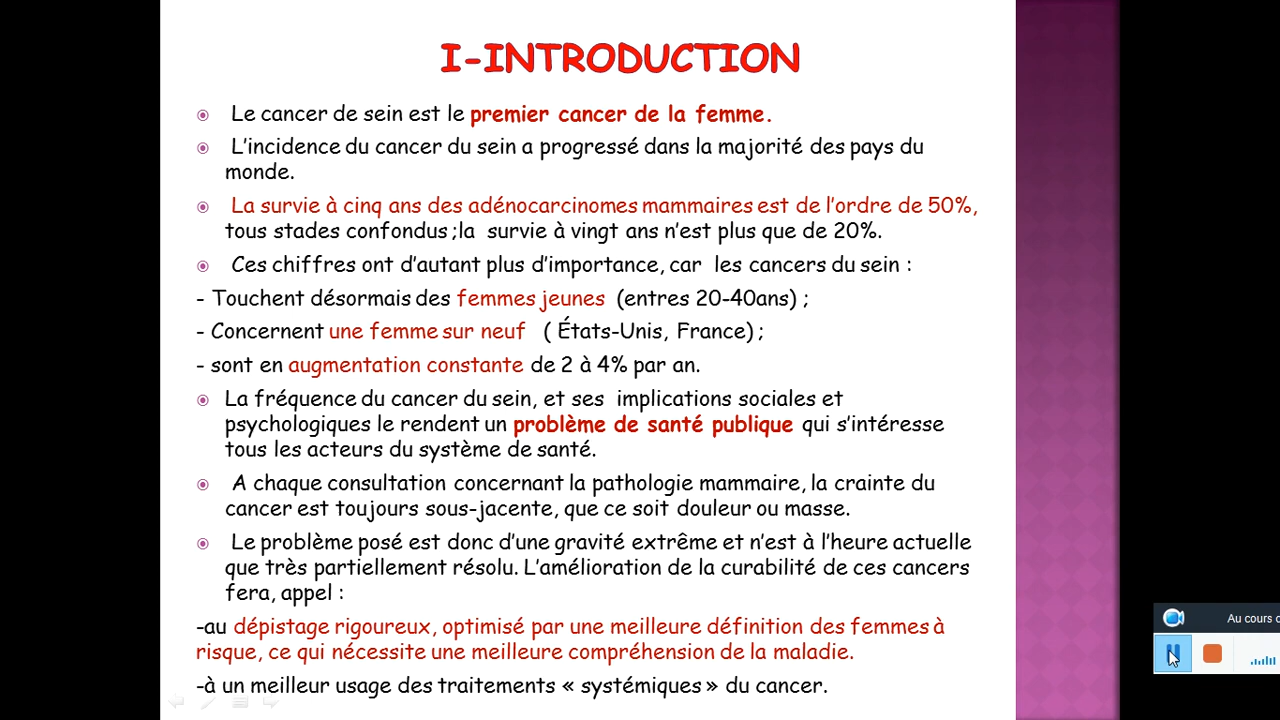 I-INTRODUCTION
Le cancer de sein est le premier cancer de la femme.
L'incidence du cancer du sein a progressé dans la majorité des pays du
monde.
La survie à cinq ans des adénocarcinomes mammaires est de l'ordre de 50%,
tous stades confondus ;la survie à vingt ans n'est plus que de 20%.
Ces chiffres ont d'autant plus d'importance, car les cancers du sein :
- Touchent désormais des femmes jeunes (entres 20-40ans) ;
- Concernent une femme sur neuf ( États-Unis, France) ;
- sont en augmentation constante de 2 à 4% par an.
La fréquence du cancer du sein, et ses implications sociales et
psychologiques le rendent un problème de santé publique qui s'intéresse
tous les acteurs du système de santé.
A chaque consultation concernant la pathologie mammaire, la crainte du
cancer est toujours sous-jacente, que ce soit douleur ou masse.
Le problème posé est donc d'une gravité extrême et n'est à l'heure actuelle
que très partiellement résolu. L'amélioration de la curabilité de ces cancers
fera, appel :
-au dépistage rigoureux, optimisé par une meilleure définition des femmes à
risque, ce qui nécessite une meilleure compréhension de la maladie.
-à un meilleur usage des traitements « systémiques » du cancer.
Au cours